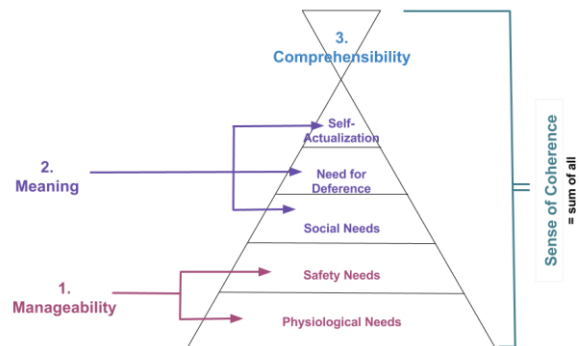 3.
Comprehensibility
Self-
Actualization
2.
Meaning
Need for
Deference
Social Needs
1.
Manageability
Safety Needs
Physiological Needs
Sense of Coherence
= sum of all